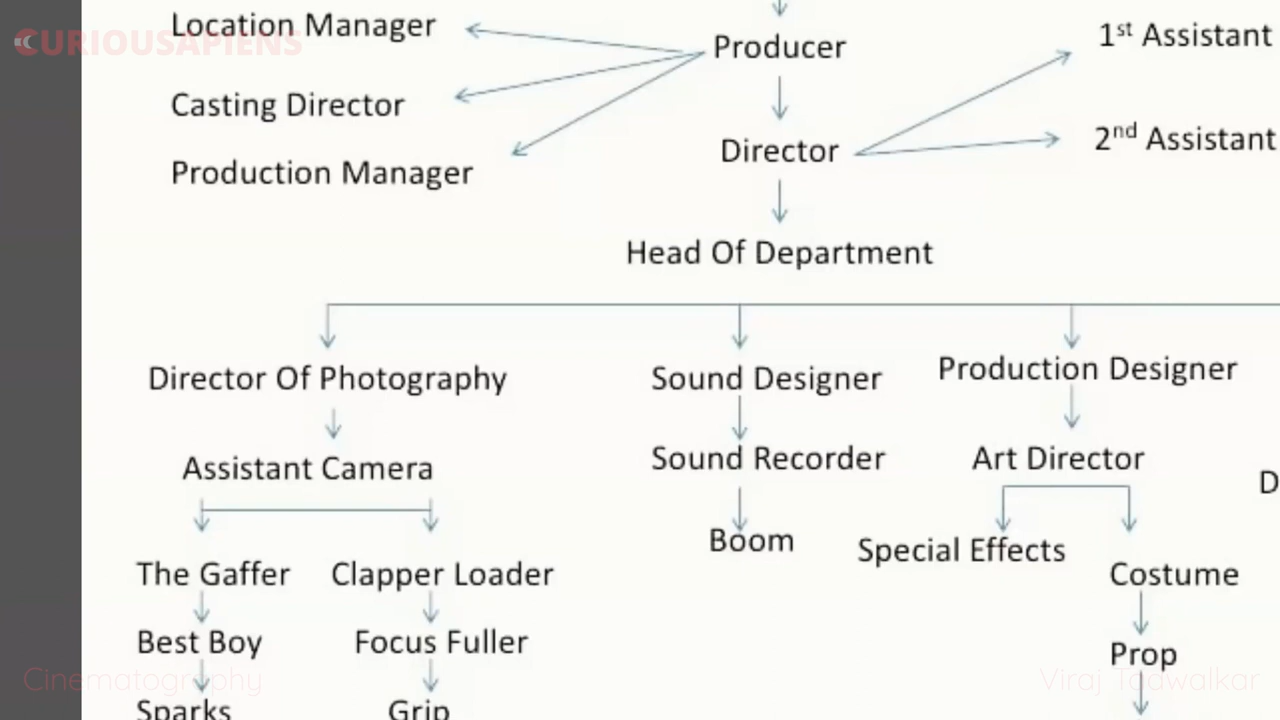 Location Manager
CURIOUSAPIENS
Producer
1st Assistant
Casting Director
Director
2nd Assistant
Production Manager
Head Of Department
Director Of Photography
Sound Designer
Production Designer
Assistant Camera
Sound Recorder
Art Director
D
Boom
Special Effects
The Gaffer
Clapper Loader
Costume
Best Boy
Focus Fuller
Prop
Cinematography
Viraj Tadwalkar
Sparks
Grip